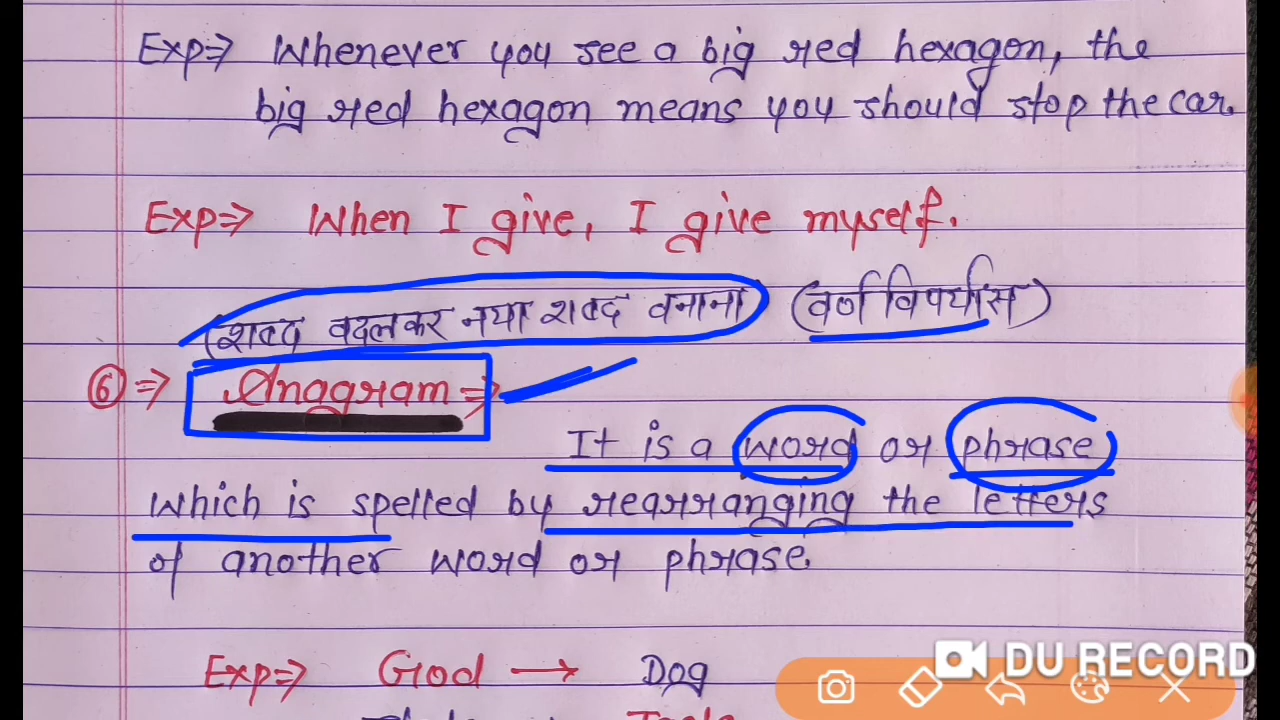 Exp⇒ Whenever you see a big red hexagon, the
big red hexagon means you should stop the car.
Exp⇒ When I give, I give myself.
(शब्द बदलकर नया शब्द बनाना) (वर्ण विपर्यास)
⑥⇒ Anagram ⇒
It is a word or phrase
which is spelled by rearranging the letters
of another word or phrase.
Exp⇒ God → Dog
DU RECORD